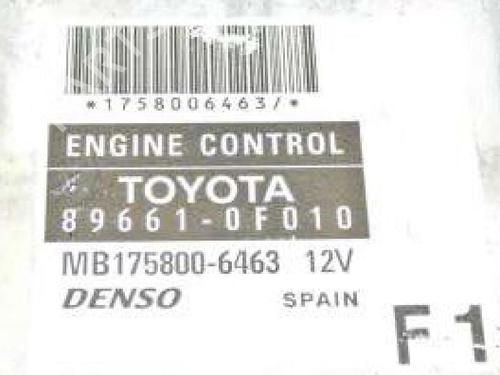 *1758006463/*
ENGINE CONTROL
TOYOTA
89661-0F010
MB175800-6463 12V
DENSO SPAIN
F1